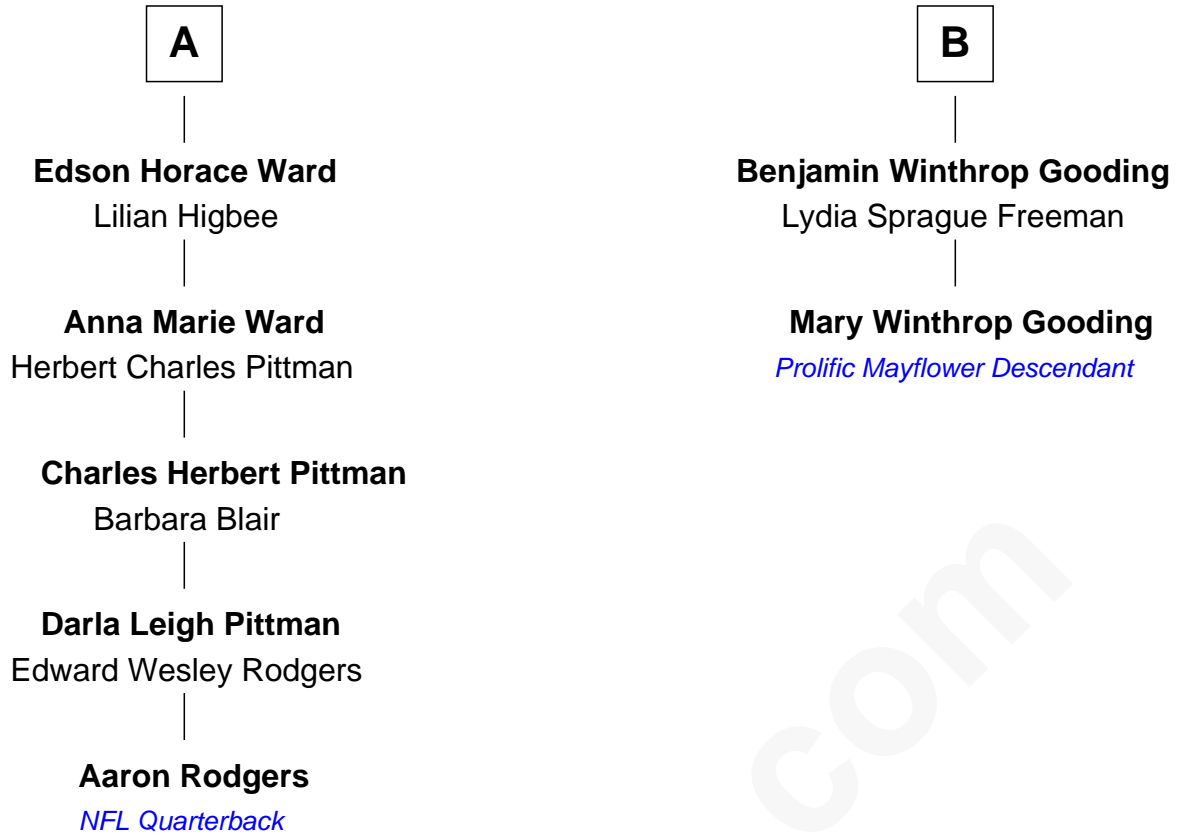 A
Edson Horace Ward
Lilian Higbee
Anna Marie Ward
Herbert Charles Pittman
Charles Herbert Pittman
Barbara Blair
Darla Leigh Pittman
Edward Wesley Rodgers
Aaron Rodgers
NFL Quarterback
B
Benjamin Winthrop Gooding
Lydia Sprague Freeman
Mary Winthrop Gooding
Prolific Mayflower Descendant
com